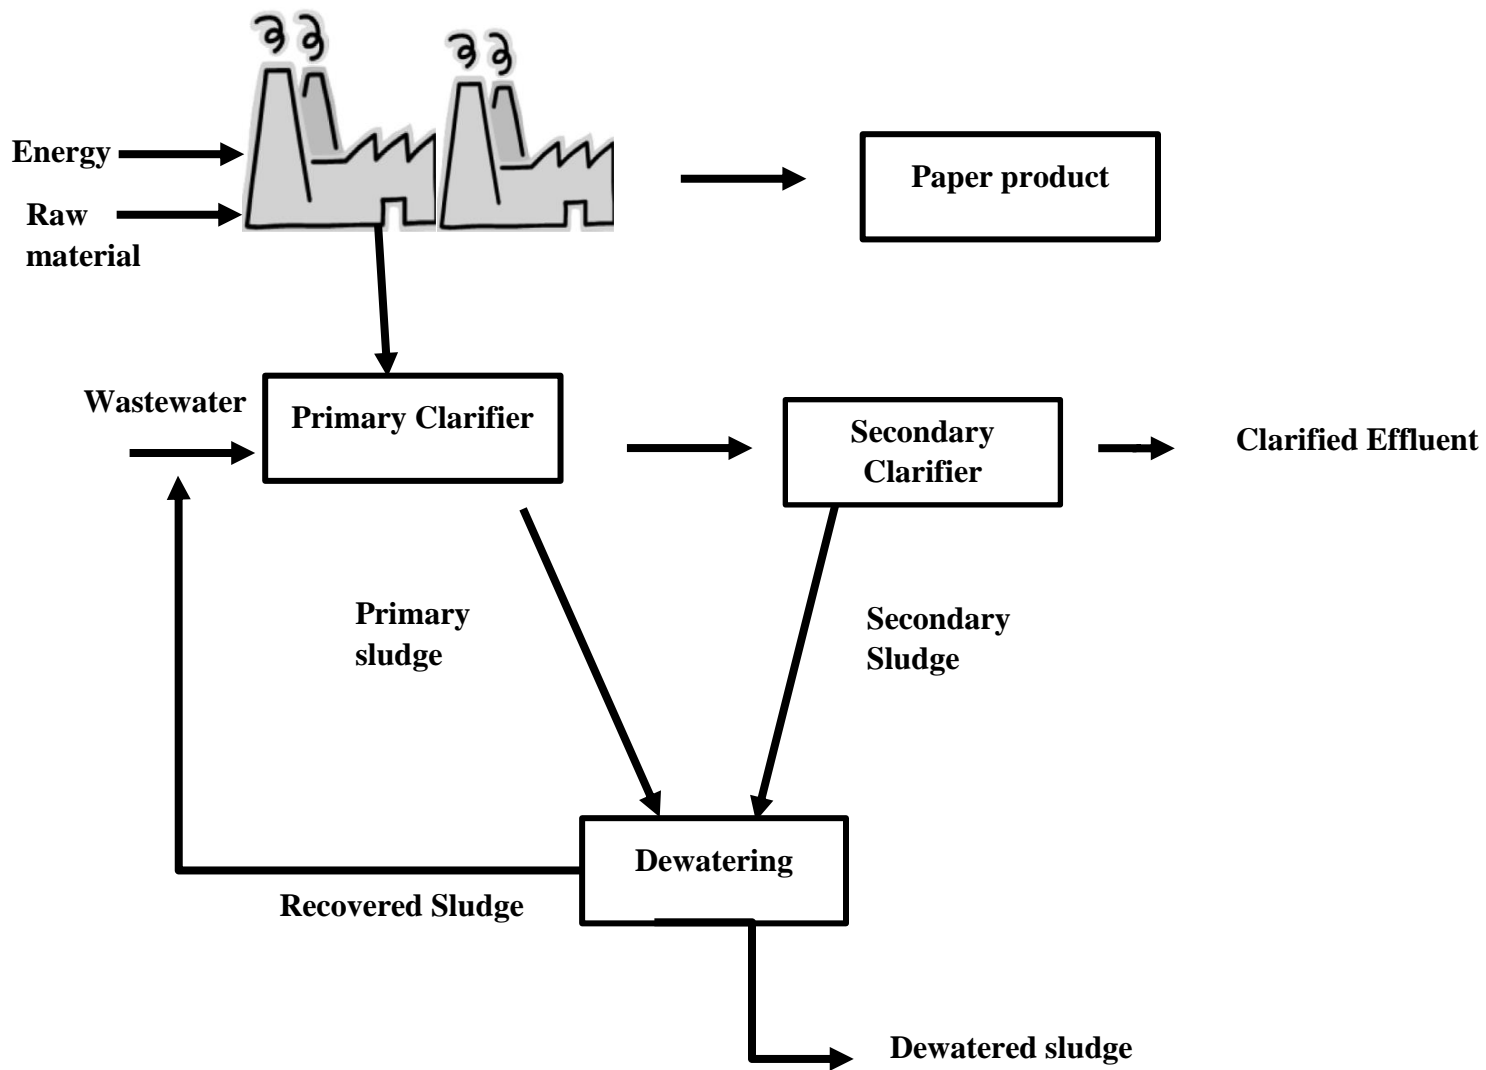 Energy
Paper product
Raw
material
Wastewater
Primary Clarifier
Secondary
Clarifier
Clarified Effluent
Primary
sludge
Secondary
Sludge
Dewatering
Recovered Sludge
Dewatered sludge